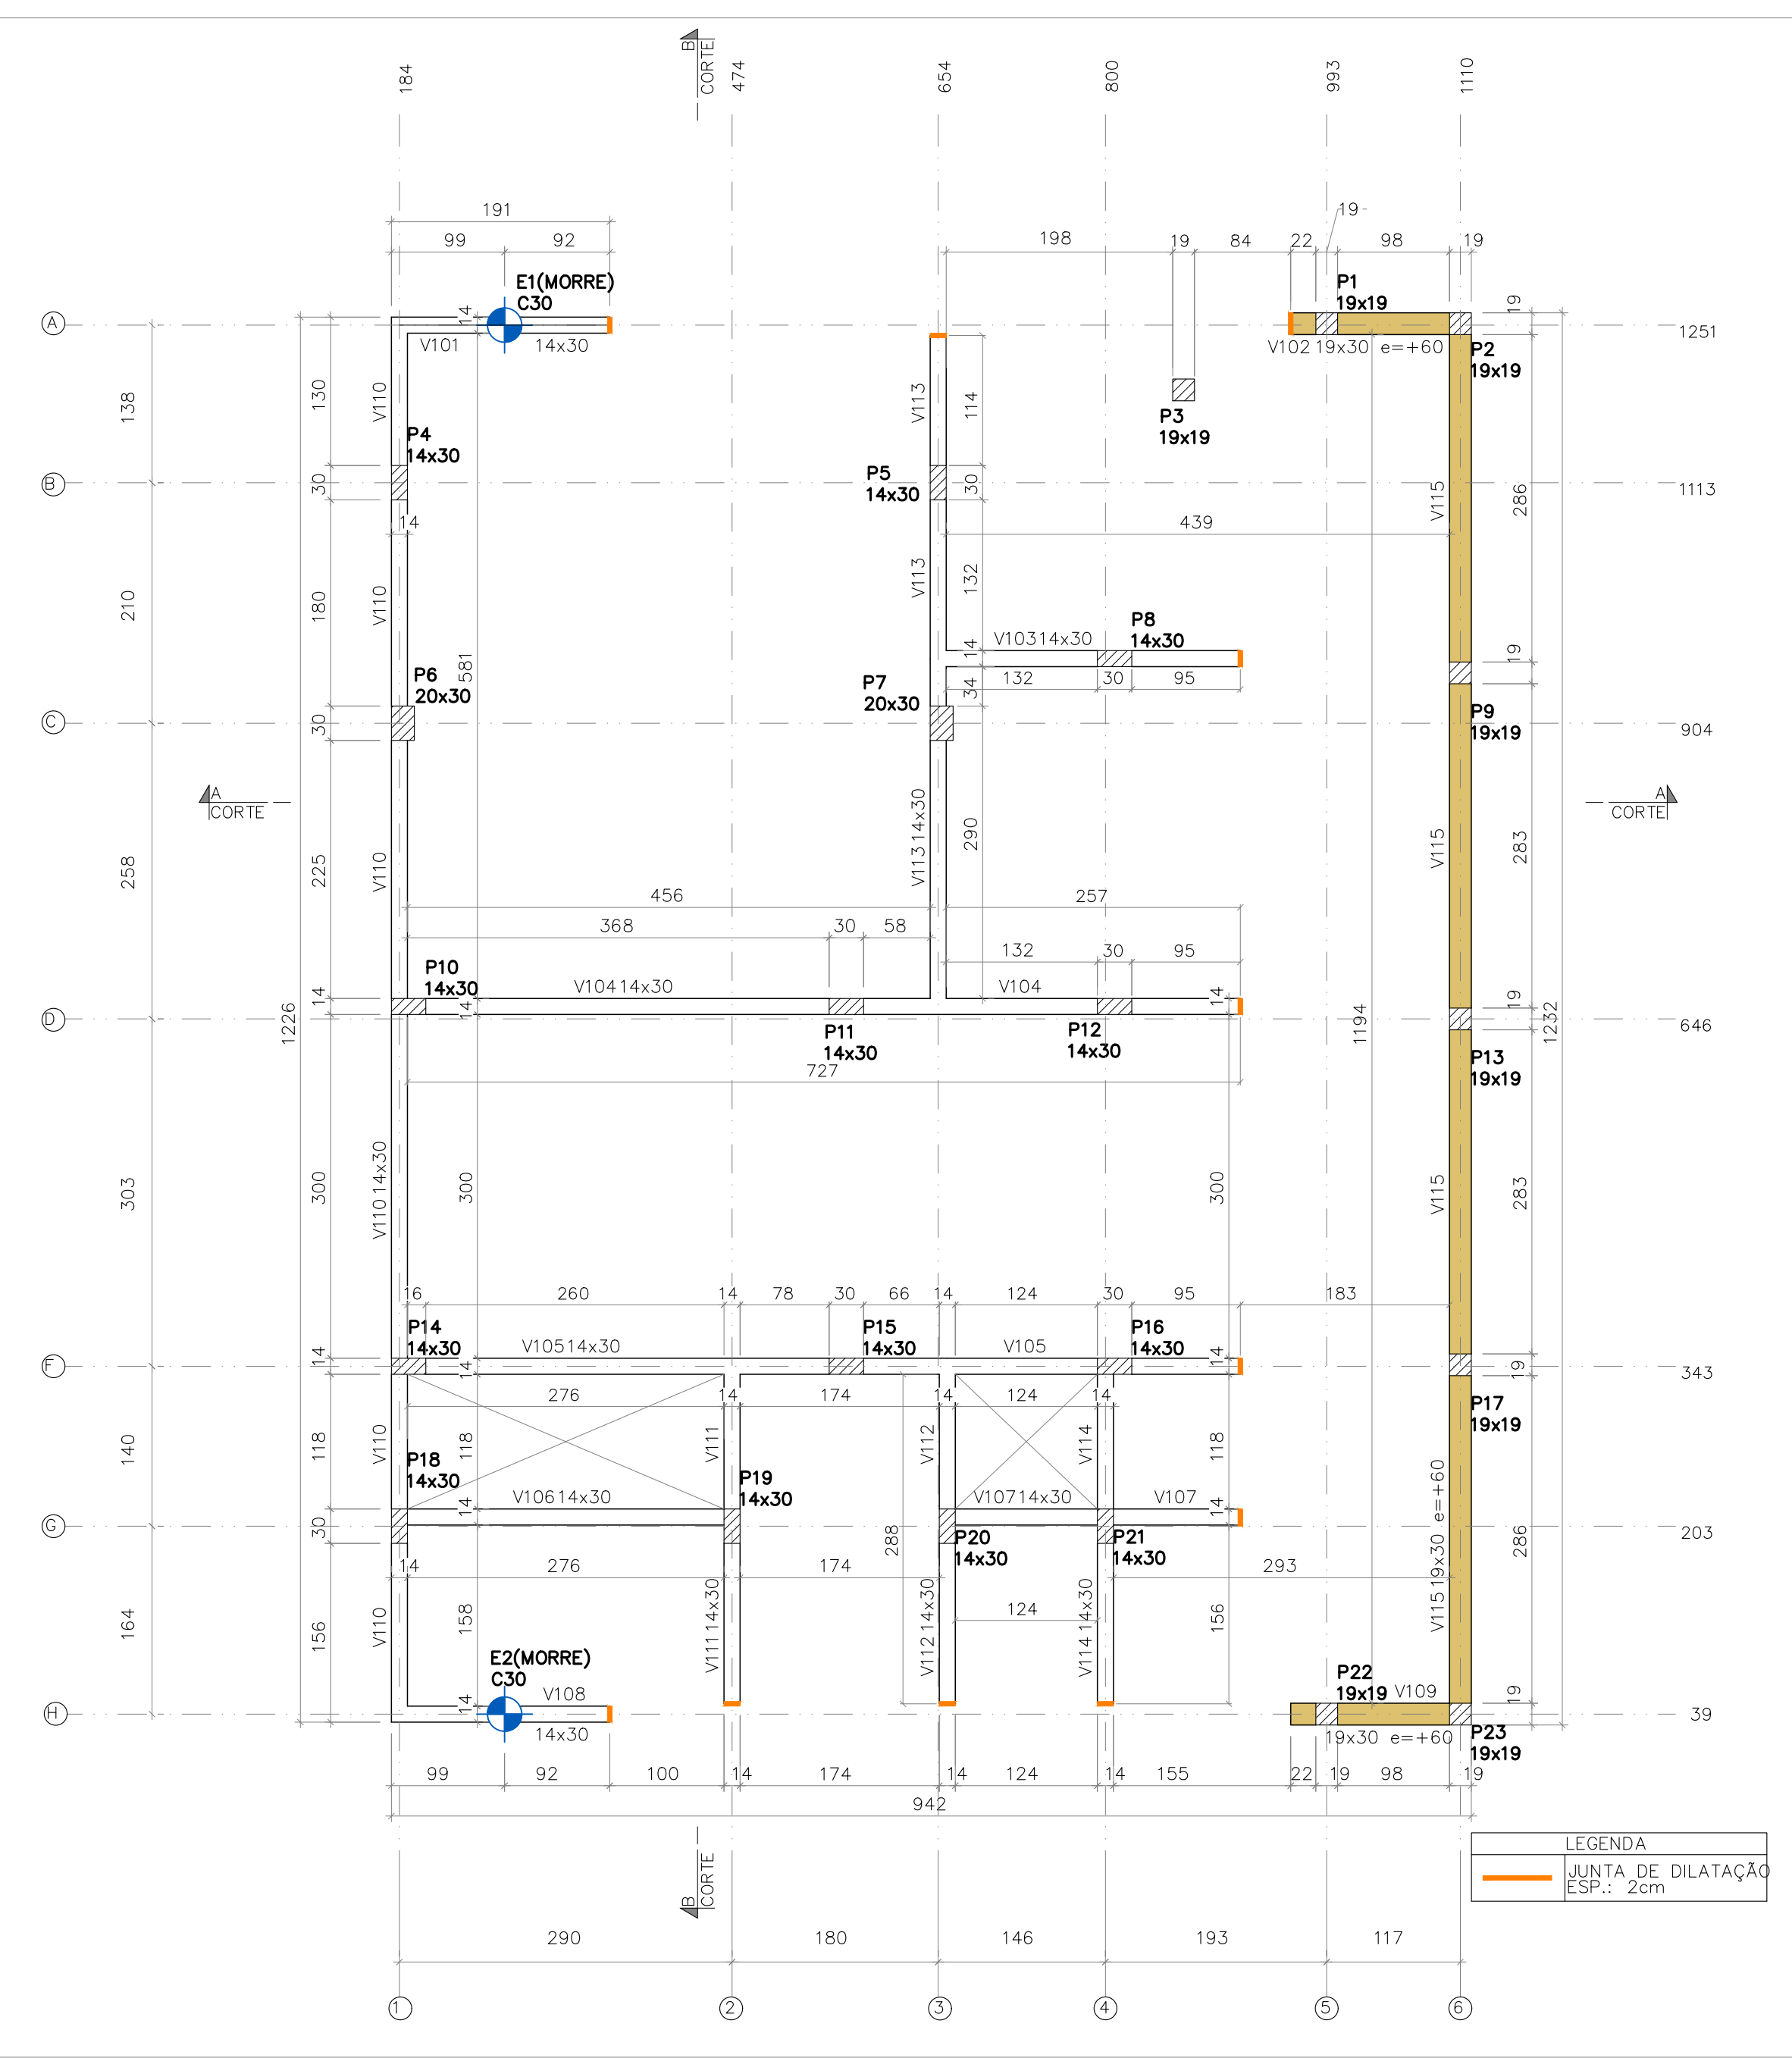 184
B
CORTE
474
654
800
993
1110
191
19
99
92
198
19
84
22
98
19
E1(MORRE)
C30
P1
19x19
19
A
14
V101
14x30
V102
19x30
e=+60
P2
19x19
1251
138
130
V110
V113
114
P3
19x19
P4
14x30
B
30
P5
14x30
30
V115
286
1113
14
439
210
180
V110
581
V113
132
P8
14x30
V103
14x30
14
19
132
30
95
34
P6
20x30
P7
20x30
C
30
P9
19x19
904
A
CORTE
A
CORTE
258
225
V110
V113
14x30
290
V115
283
456
257
368
30
58
132
30
95
P10
14x30
V104
14x30
V104
14
14
14
19
D
1226
P11
14x30
P12
14x30
1194
1232
646
P13
19x19
727
303
300
V110
14x30
300
300
V115
283
16
260
14
78
30
66
14
124
30
95
183
P14
14x30
V105
14x30
P15
14x30
V105
P16
14x30
F
14
14
14
19
343
276
14
174
14
124
14
P17
19x19
140
118
V110
118
V111
V112
V114
118
P18
14x30
P19
14x30
V106
14x30
V107
14x30
V107
14
14
G
30
288
P20
14x30
P21
14x30
V115
19x30
e=+60
286
203
14
276
174
293
164
156
V110
158
V111
14x30
V112
14x30
124
V114
14x30
156
E2(MORRE)
C30
P22
19x19
V108
V109
14
19
H
14x30
19x30
e=+60
39
P23
19x19
99
92
100
14
174
14
124
14
155
22
19
98
19
942
LEGENDA
JUNTA DE DILATAÇÃO
ESP.: 2cm
B
CORTE
290
180
146
193
117
1
2
3
4
5
6